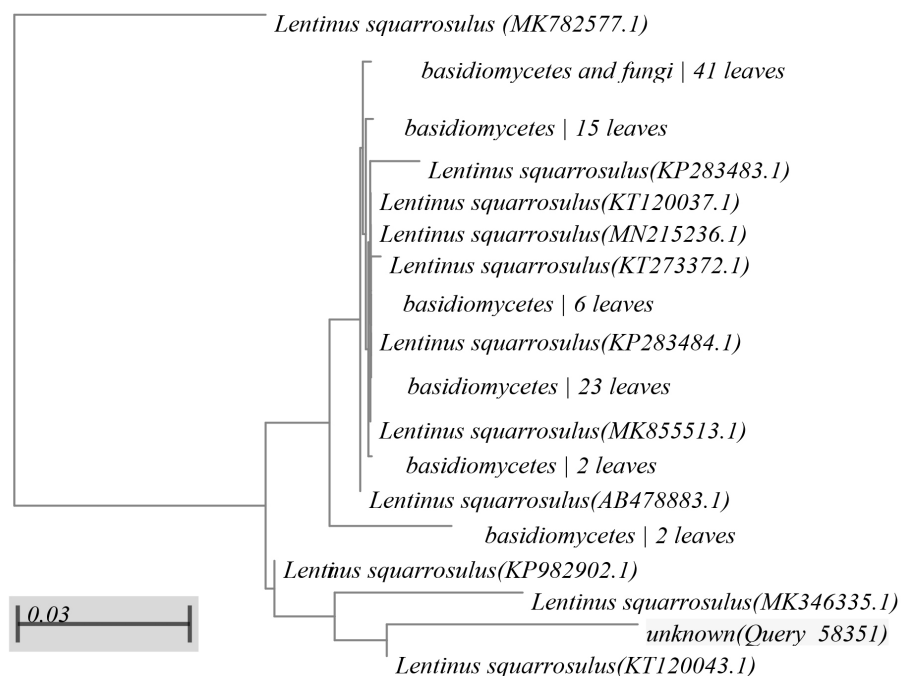 Lentinus squarrosulus (MK782577.1)
basidiomycetes and fungi | 41 leaves
basidiomycetes | 15 leaves
Lentinus squarrosulus(KP283483.1)
Lentinus squarrosulus(KT120037.1)
Lentinus squarrosulus(MN215236.1)
Lentinus squarrosulus(KT273372.1)
basidiomycetes | 6 leaves
Lentinus squarrosulus(KP283484.1)
basidiomycetes | 23 leaves
Lentinus squarrosulus(MK855513.1)
basidiomycetes | 2 leaves
Lentinus squarrosulus(AB478883.1)
basidiomycetes | 2 leaves
Lentinus squarrosulus(KP982902.1)
Lentinus squarrosulus(MK346335.1)
0.03
unknown(Query 58351)
Lentinus squarrosulus(KT120043.1)